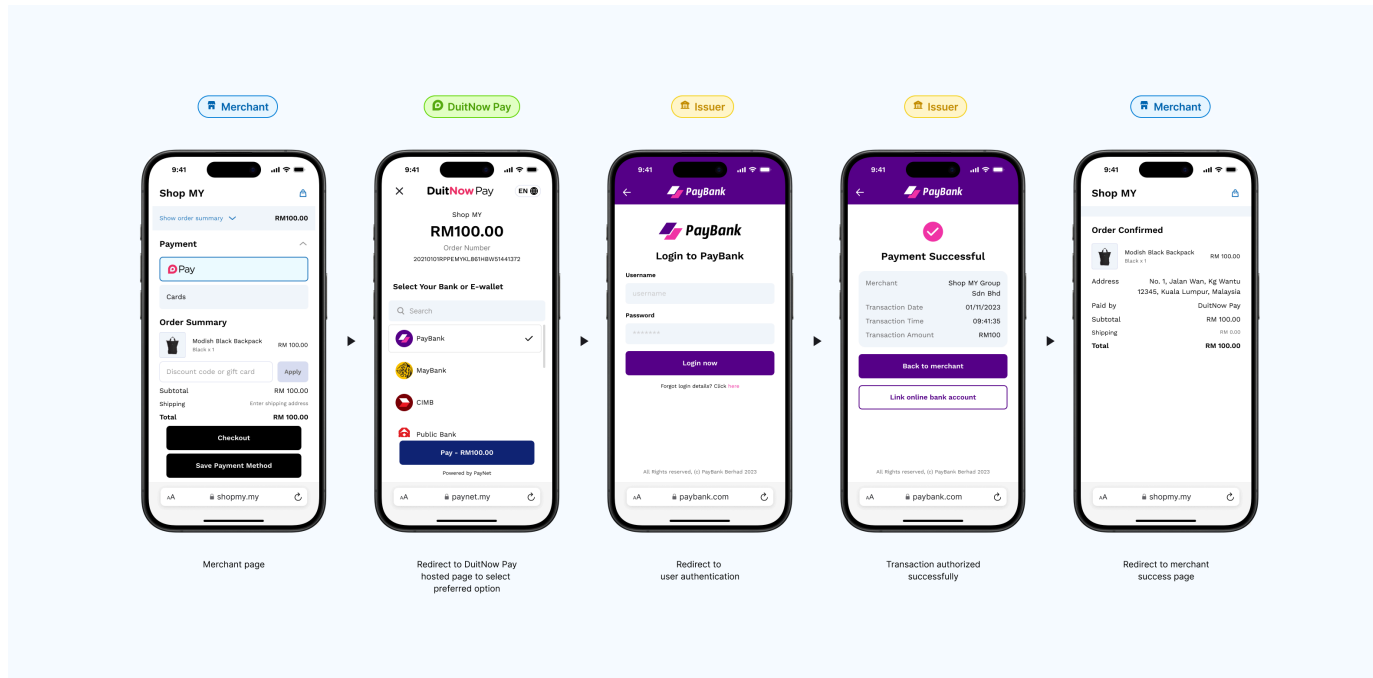 Merchant
DuitNow Pay
Issuer
Issuer
Merchant
9:41
Shop MY
Show order summary
RM100.00
Payment
Pay
Cards
Order Summary
Modish Black Backpack
RM 100.00
Black x 1
Discount code or gift card
Apply
Subtotal
RM 100.00
Shipping
Enter shipping address
Total
RM 100.00
Checkout
Save Payment Method
AA
shopmy.my
9:41
DuitNow Pay
EN
Shop MY
RM100.00
Order Number
20210101RPPEMYKL861HBW51441372
Select Your Bank or E-wallet
Search
PayBank
MayBank
CIMB
Public Bank
Pay - RM100.00
Powered by PayNet
AA
paynet.my
9:41
PayBank
PayBank
Login to PayBank
Username
username
Password
Login now
Forgot login details? Click here
All Rights reserved, (c) PayBank Berhad 2023
AA
paybank.com
9:41
PayBank
Payment Successful
Merchant
Shop MY Group
Sdn Bhd
Transaction Date
01/11/2023
Transaction Time
09:41:35
Transaction Amount
RM100
Back to merchant
Link online bank account
All Rights reserved, (c) PayBank Berhad 2023
AA
paybank.com
9:41
Shop MY
Order Confirmed
Modish Black Backpack
RM 100.00
Black x 1
Address
No. 1, Jalan Wan, Kg Wantu
12345, Kuala Lumpur, Malaysia
Paid by
DuitNow Pay
Subtotal
RM 100.00
Shipping
RM 0.00
Total
RM 100.00
AA
shopmy.my
Merchant page
Redirect to DuitNow Pay
hosted page to select
preferred option
Redirect to
user authentication
Transaction authorized
successfully
Redirect to merchant
success page